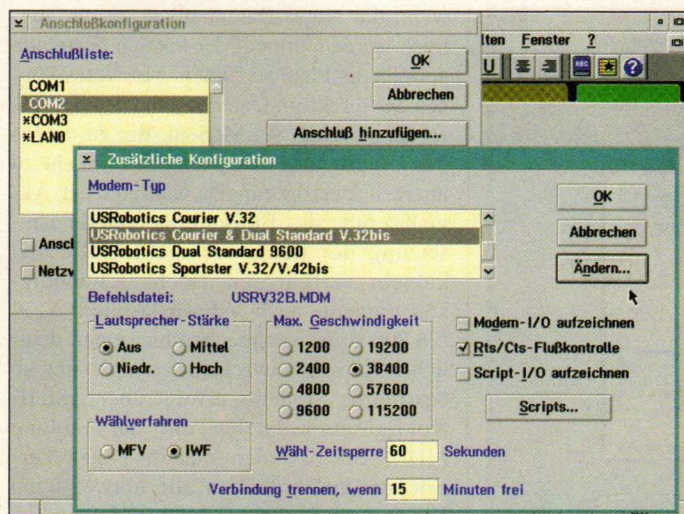 Anschlußkonfiguration
Anschlußliste:
COM1
COM2
*COM3
*LAN0
OK
Abbrechen
Anschluß hinzufügen...
lten Fenster ?
U
ABC
?
Ansch
Netzv
Zusätzliche Konfiguration
Modem-Typ
USRobotics Courier V.32
USRobotics Courier & Dual Standard V.32bis
USRobotics Dual Standard 9600
USRobotics Sportster V.32/V.42bis
OK
Abbrechen
Ändern...
Befehlsdatei: USRV32B.MDM
Lautsprecher-Stärke
Aus Mittel
Niedr. Hoch
Max. Geschwindigkeit
1200 19200
2400 38400
4800 57600
9600 115200
Modem-I/O aufzeichnen
Rts/Cts-Flußkontrolle
Script-I/O aufzeichnen
Scripts...
Wählverfahren
MFV IWF
Wähl-Zeitsperre 60 Sekunden
Verbindung trennen, wenn 15 Minuten frei